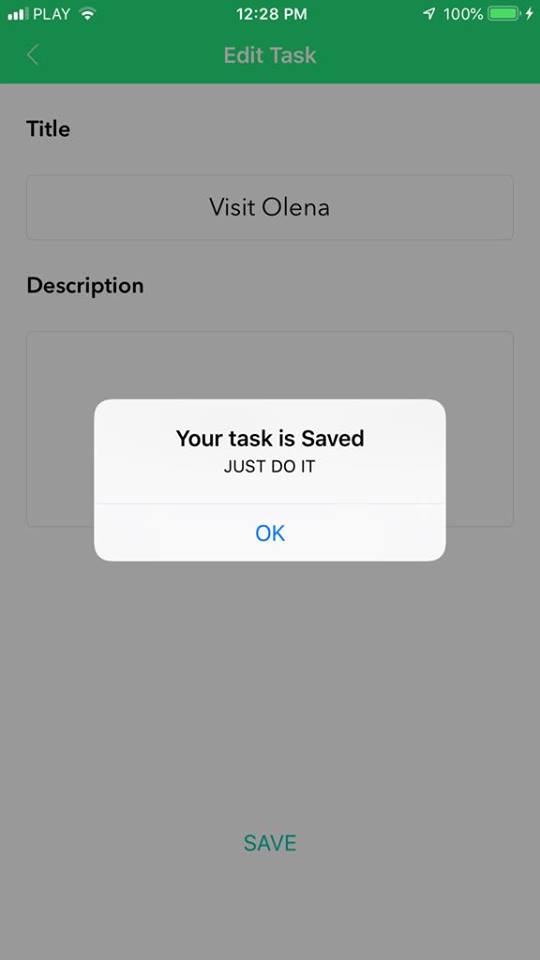 PLAY 12:28 PM 100%
Edit Task
Title
Visit Olena
Description
Your task is Saved
JUST DO IT
OK
SAVE